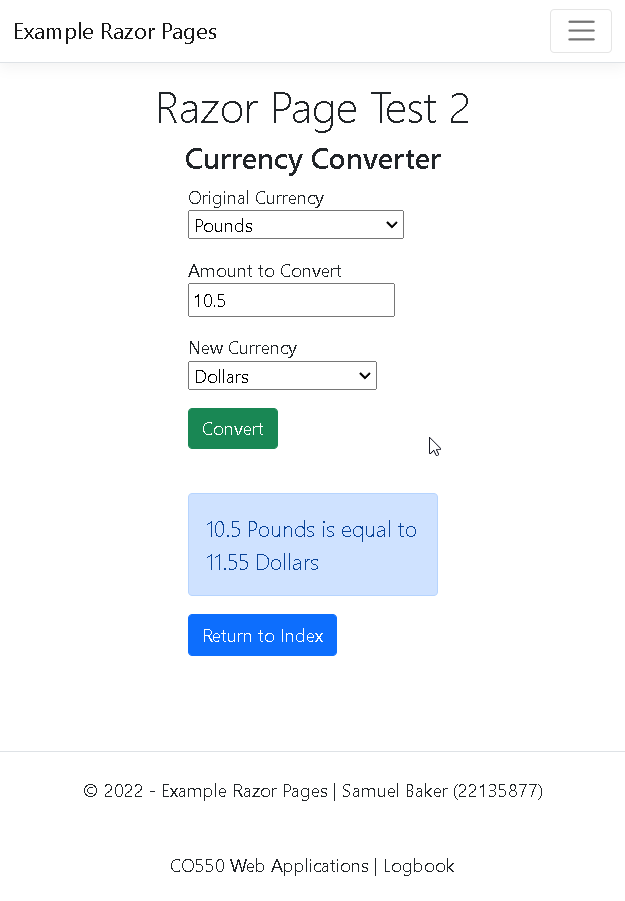 Example Razor Pages
Razor Page Test 2
Currency Converter
Original Currency
Pounds
Amount to Convert
10.5
New Currency
Dollars
Convert
10.5 Pounds is equal to
11.55 Dollars
Return to Index
© 2022 - Example Razor Pages | Samuel Baker (22135877)
CO550 Web Applications | Logbook